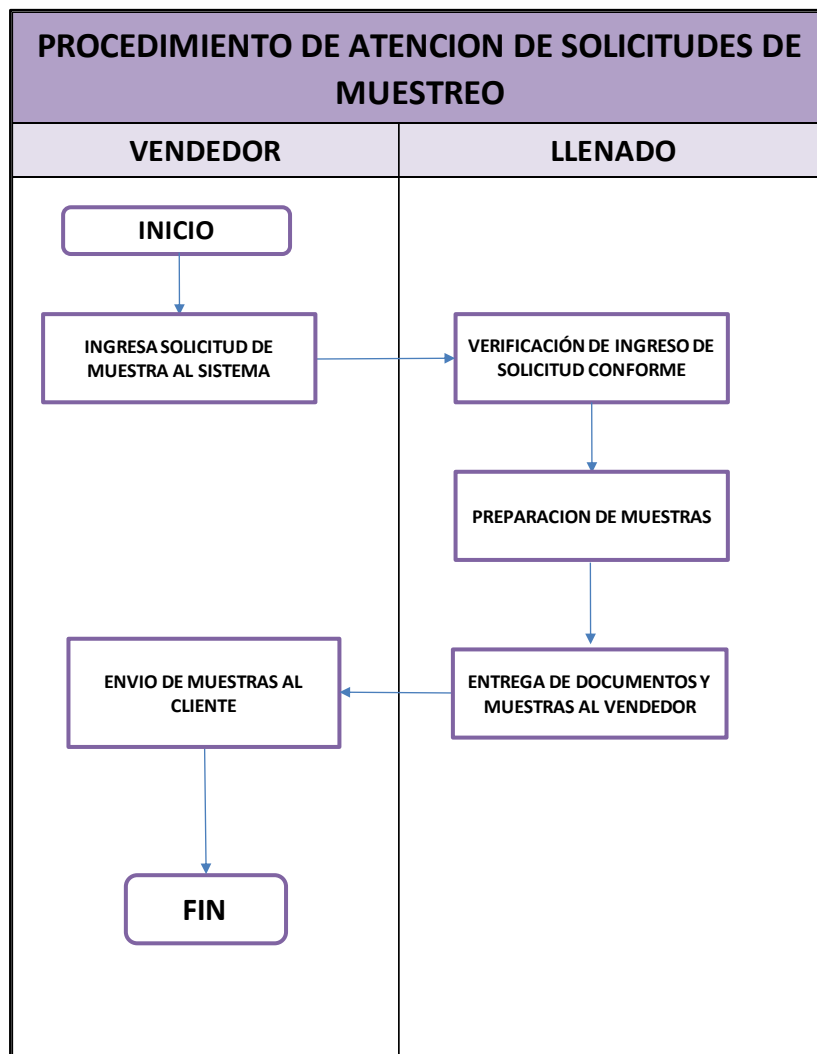 PROCEDIMIENTO DE ATENCION DE SOLICITUDES DE
MUESTREO
VENDEDOR
LLENADO
INICIO
INGRESA SOLICITUD DE
MUESTRA AL SISTEMA
VERIFICACIÓN DE INGRESO DE
SOLICITUD CONFORME
PREPARACION DE MUESTRAS
ENTREGA DE DOCUMENTOS Y
MUESTRAS AL VENDEDOR
ENVIO DE MUESTRAS AL
CLIENTE
FIN